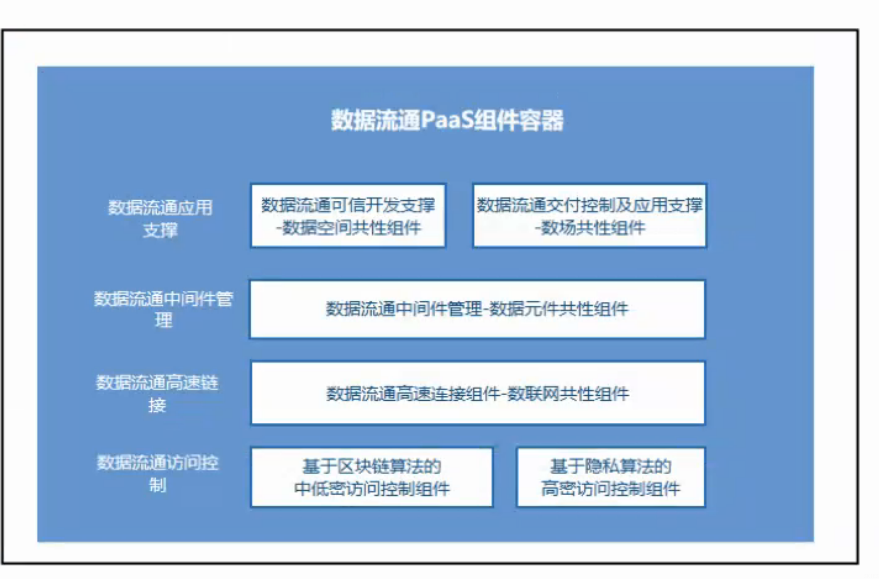 数据流通PaaS组件容器
数据流通应用
支撑
数据流通可信开发支撑
-数据空间共性组件
数据流通交付控制及应用支撑
-数场共性组件
数据流通中间件管
理
数据流通中间件管理-数据元件共性组件
数据流通高速链
接
数据流通高速连接组件-数联网共性组件
数据流通访问控
制
基于区块链算法的
中低密访问控制组件
基于隐私算法的
高密访问控制组件